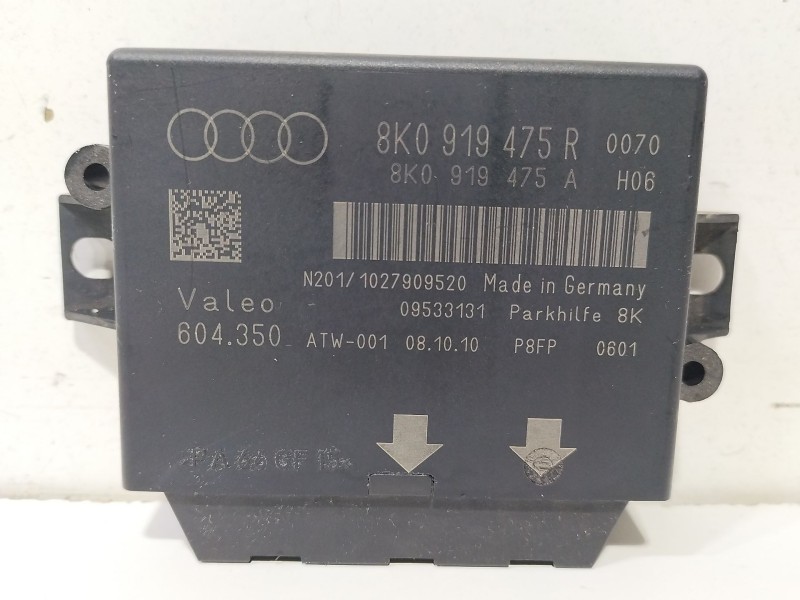 8K0 919 475 R 0070
8K0 919 475 A H06
N201/1027909520 Made in Germany
Valeo 09533131 Parkhilfe 8K
604.350 ATW-001 08.10.10 P8FP 0601